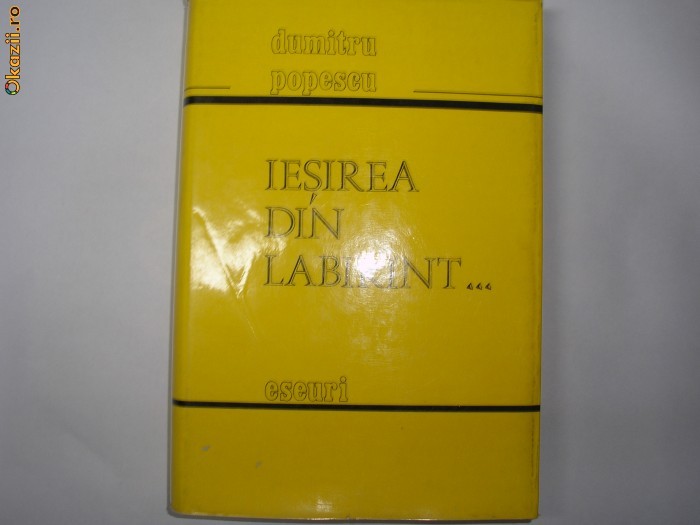 Okazii.ro
dumitru
popescu
IEȘIREA
DIN
LABIRINT...
eseuri